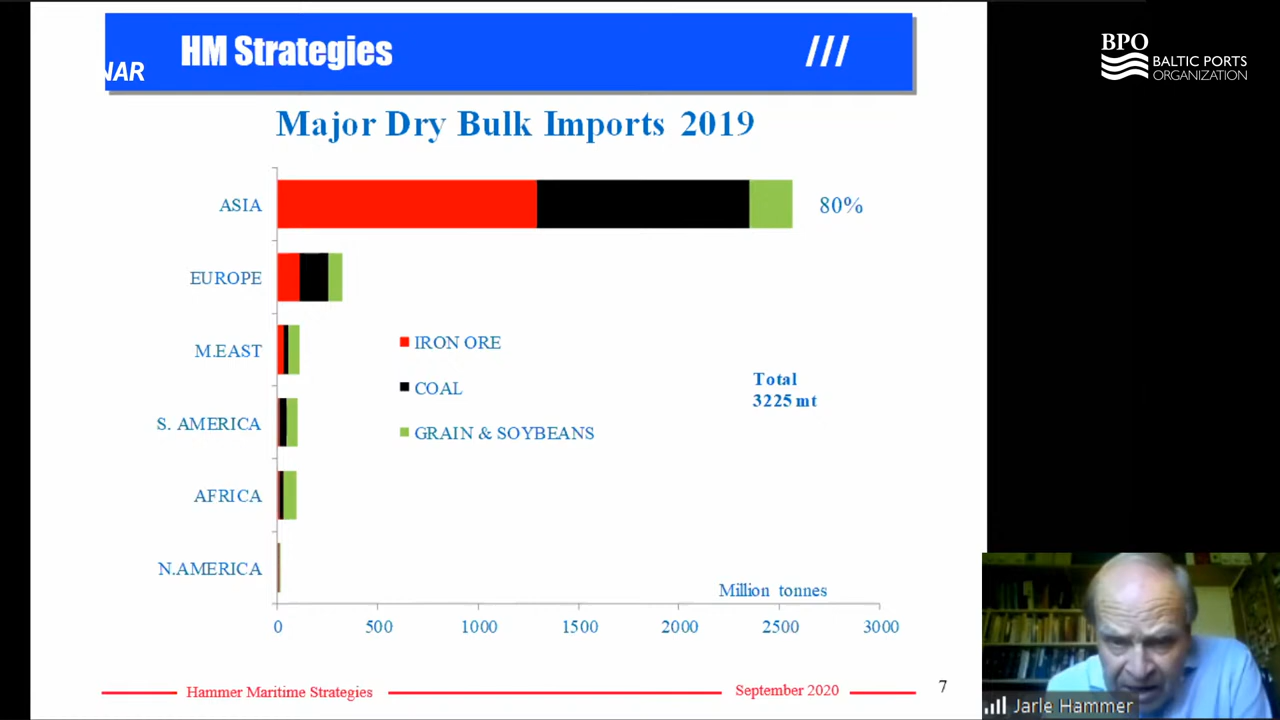 HM Strategies
///
NAR
BPO
BALTIC PORTS
ORGANIZATION
Major Dry Bulk Imports 2019
ASIA
80%
EUROPE
M.EAST
IRON ORE
Total
3225 mt
COAL
S. AMERICA
GRAIN & SOYBEANS
AFRICA
N.AMERICA
Million tonnes
0 500 1000 1500 2000 2500 3000
Hammer Maritime Strategies
September 2020
7
Jarle Hammer